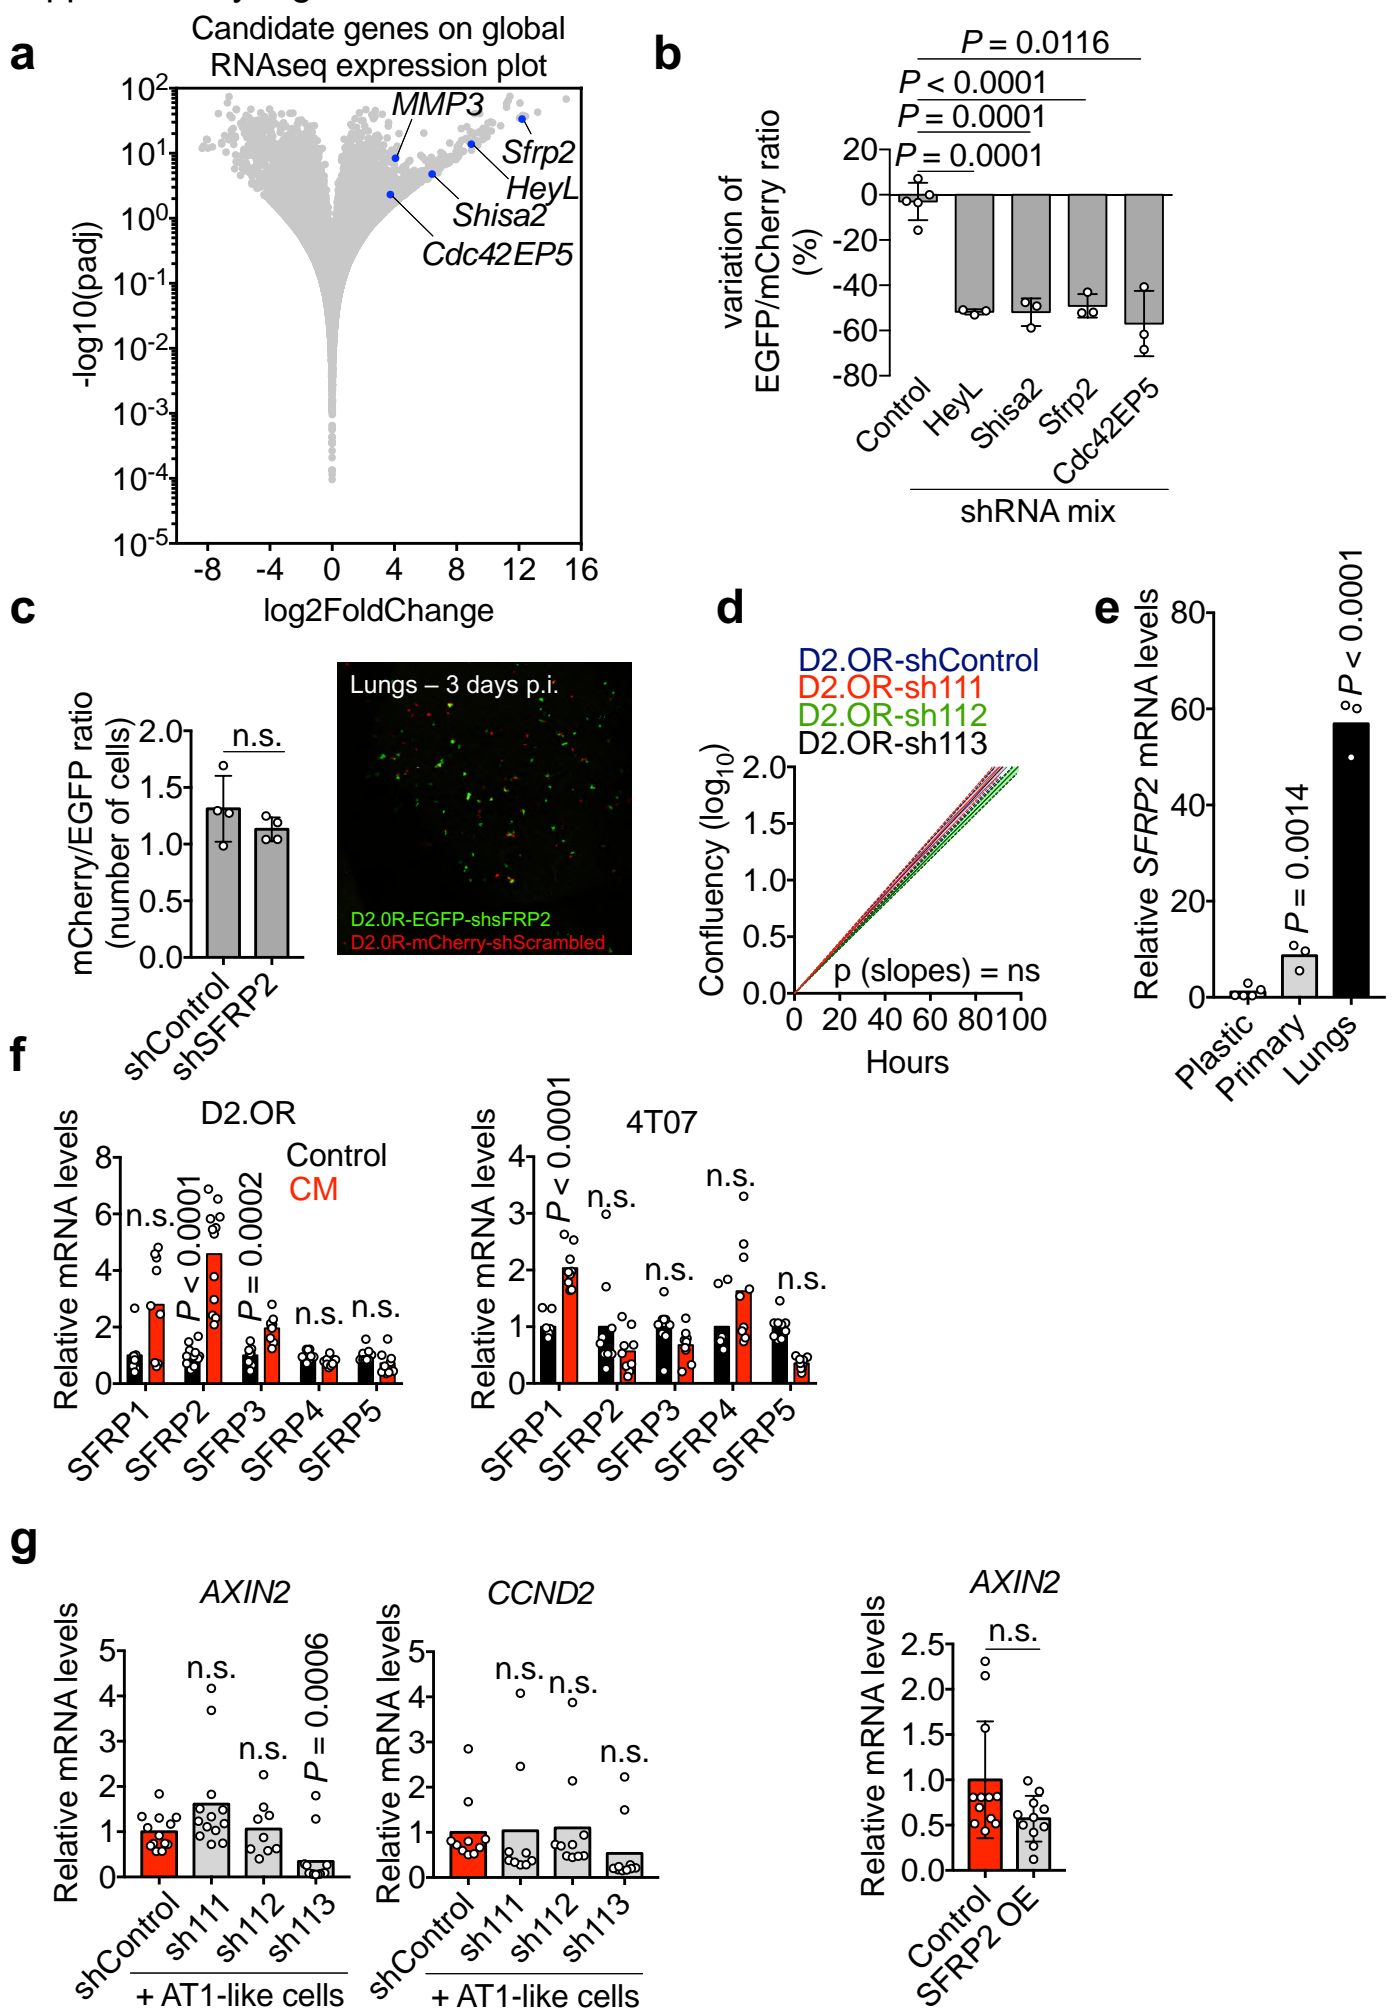 a
Candidate genes on global
RNAseq expression plot
MMP3
Sfrp2
HeyL
Shisa2
Cdc42EP5
-log10(padj)
10²
10¹
10⁰
10⁻¹
10⁻²
10⁻³
10⁻⁴
10⁻⁵
-8 -4 0 4 8 12 16
log2FoldChange
b
P = 0.0116
P < 0.0001
P = 0.0001
P = 0.0001
variation of
EGFP/mCherry ratio
(%)
20
0
-20
-40
-60
-80
Control HeyL Shisa2 Sfrp2 Cdc42EP5
shRNA mix
c
mCherry/EGFP ratio
(number of cells)
2.0
1.5
1.0
0.5
0.0
n.s.
shControl shSFRP2
Lungs – 3 days p.i.
D2.0R-EGFP-shsFRP2
D2.0R-mCherry-shScrambled
d
D2.OR-shControl
D2.OR-sh111
D2.OR-sh112
D2.OR-sh113
Confluency (log₁₀)
2.0
1.5
1.0
0.5
0.0
p (slopes) = ns
0 20 40 60 80 100
Hours
e
Relative SFRP2 mRNA levels
80
60
40
20
0
P = 0.0014
P < 0.0001
Plastic Primary Lungs
f
D2.OR
Control
CM
Relative mRNA levels
8
6
4
2
0
n.s. P < 0.0001 P = 0.0002 n.s. n.s.
SFRP1 SFRP2 SFRP3 SFRP4 SFRP5
4T07
Relative mRNA levels
4
3
2
1
0
P < 0.0001 n.s. n.s. n.s. n.s.
SFRP1 SFRP2 SFRP3 SFRP4 SFRP5
g
AXIN2
Relative mRNA levels
5
4
3
2
1
0
n.s. n.s. P = 0.0006
shControl sh111 sh112 sh113
+ AT1-like cells
CCND2
Relative mRNA levels
5
4
3
2
1
0
n.s. n.s. n.s.
shControl sh111 sh112 sh113
+ AT1-like cells
AXIN2
Relative mRNA levels
2.5
2.0
1.5
1.0
0.5
0.0
n.s.
Control SFRP2 OE